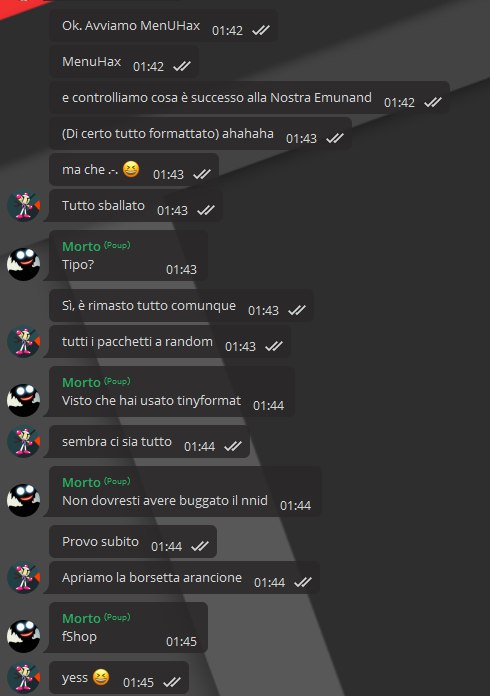 Ok. Avviamo MenUHax 01:42
MenuHax 01:42
e controlliamo cosa è successo alla Nostra Emunand 01:42
(Di certo tutto formattato) ahahaha 01:43
ma che .-. 😆 01:43
Tutto sballato 01:43
Morto (Poup)
Tipo? 01:43
Sì, è rimasto tutto comunque 01:43
tutti i pacchetti a random 01:43
Morto (Poup)
Visto che hai usato tinyformat 01:44
sembra ci sia tutto 01:44
Morto (Poup)
Non dovresti avere buggato il nnid 01:44
Provo subito 01:44
Apriamo la borsetta arancione 01:44
Morto (Poup)
fShop 01:45
yess 😆 01:45